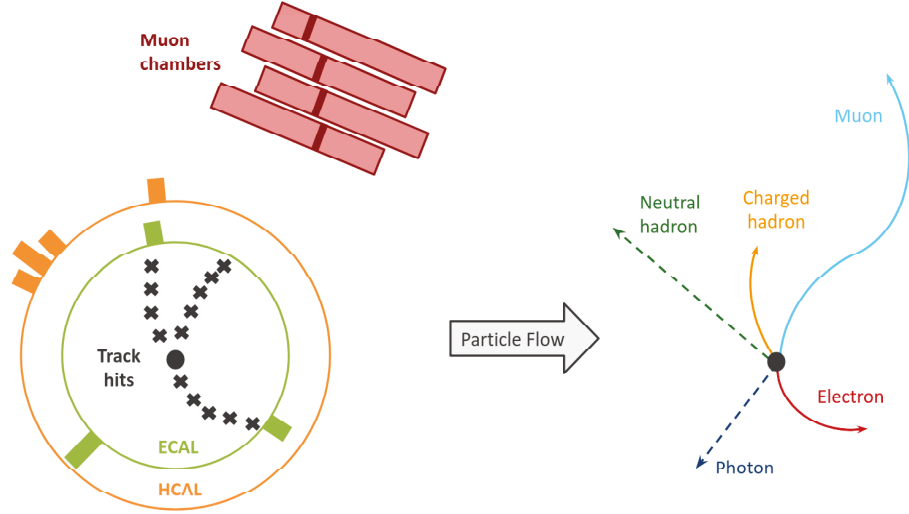 Muon
chambers
Track
hits
ECAL
HCAL
Particle Flow
Muon
Neutral
hadron
Charged
hadron
Electron
Photon